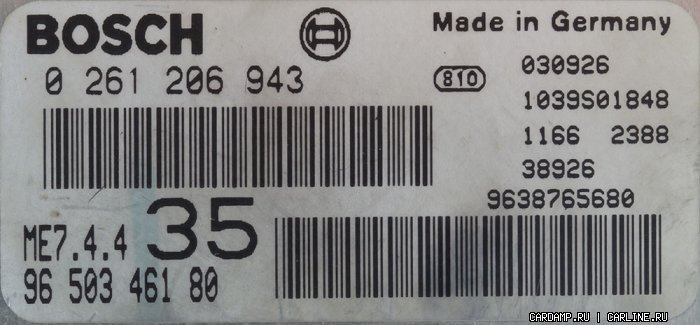 BOSCH
Made in Germany
0 261 206 943
810
030926
1039S01848
1166 2388
38926
9638765680
ME7.4.4 35
96 503 461 80
CARDAMP.RU | CARLINE.RU